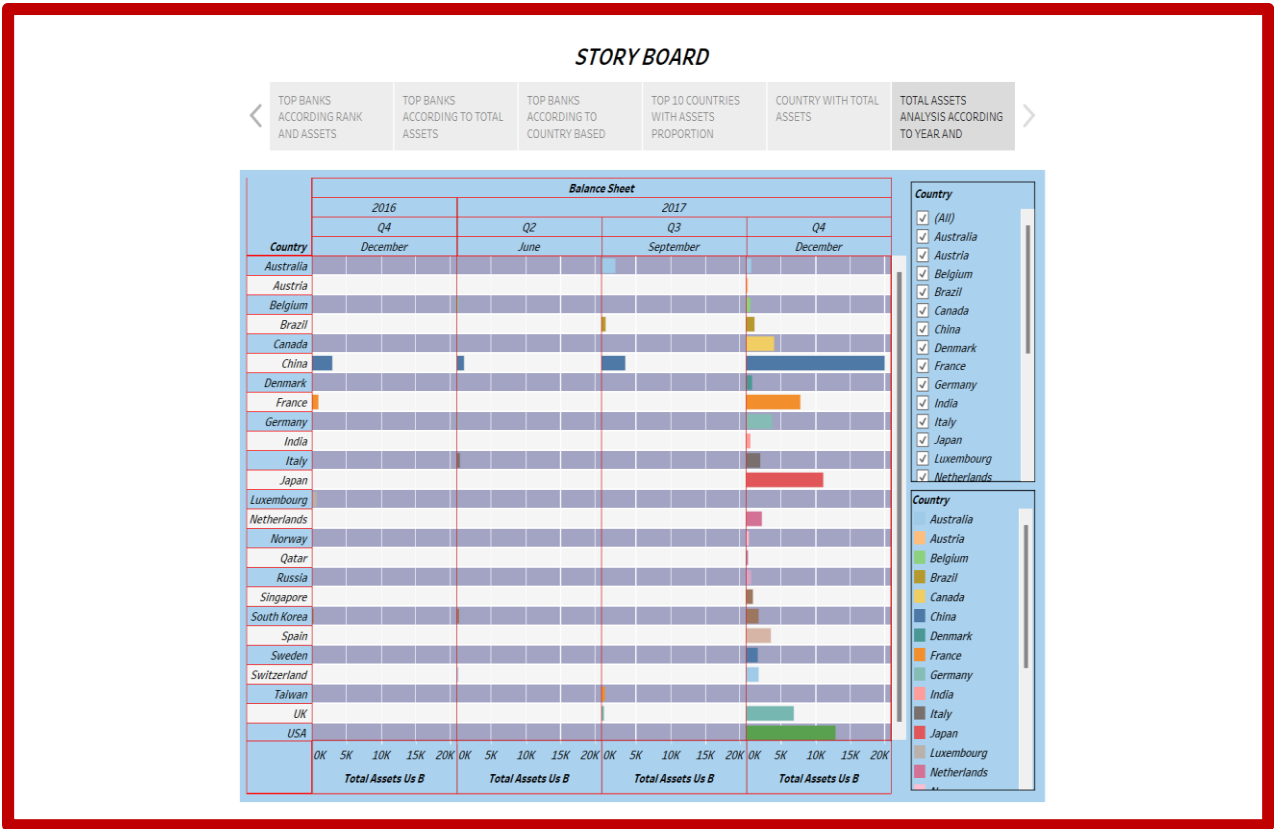 STORY BOARD
TOP BANKS
ACCORDING RANK
AND ASSETS
TOP BANKS
ACCORDING TO TOTAL
ASSETS
TOP BANKS
ACCORDING TO
COUNTRY BASED
TOP 10 COUNTRIES
WITH ASSETS
PROPORTION
COUNTRY WITH TOTAL
ASSETS
TOTAL ASSETS
ANALYSIS ACCORDING
TO YEAR AND
Balance Sheet
2016 2017
Q4 Q2 Q3 Q4
Country December June September December
Australia
Austria
Belgium
Brazil
Canada
China
Denmark
France
Germany
India
Italy
Japan
Luxembourg
Netherlands
Norway
Qatar
Russia
Singapore
South Korea
Spain
Sweden
Switzerland
Taiwan
UK
USA
0K 5K 10K 15K 20K 0K 5K 10K 15K 20K 0K 5K 10K 15K 20K 0K 5K 10K 15K 20K
Total Assets Us B Total Assets Us B Total Assets Us B Total Assets Us B
Country
(All)
Australia
Austria
Belgium
Brazil
Canada
China
Denmark
France
Germany
India
Italy
Japan
Luxembourg
Netherlands
Country
Australia
Austria
Belgium
Brazil
Canada
China
Denmark
France
Germany
India
Italy
Japan
Luxembourg
Netherlands